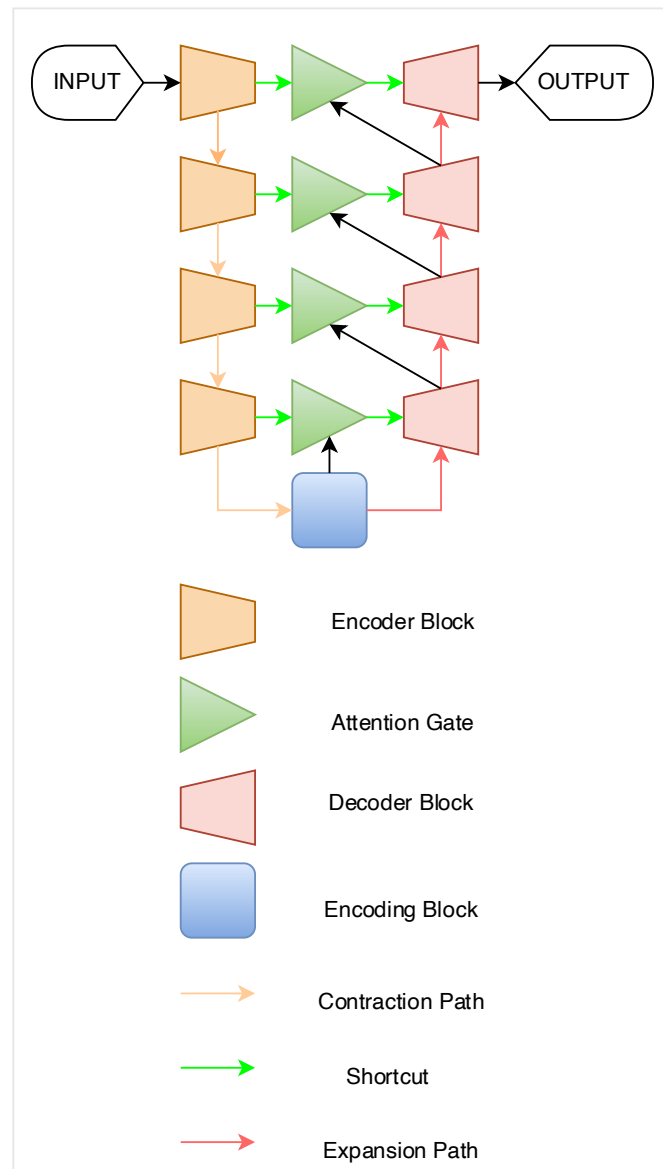 INPUT
OUTPUT
Encoder Block
Attention Gate
Decoder Block
Encoding Block
Contraction Path
Shortcut
Expansion Path